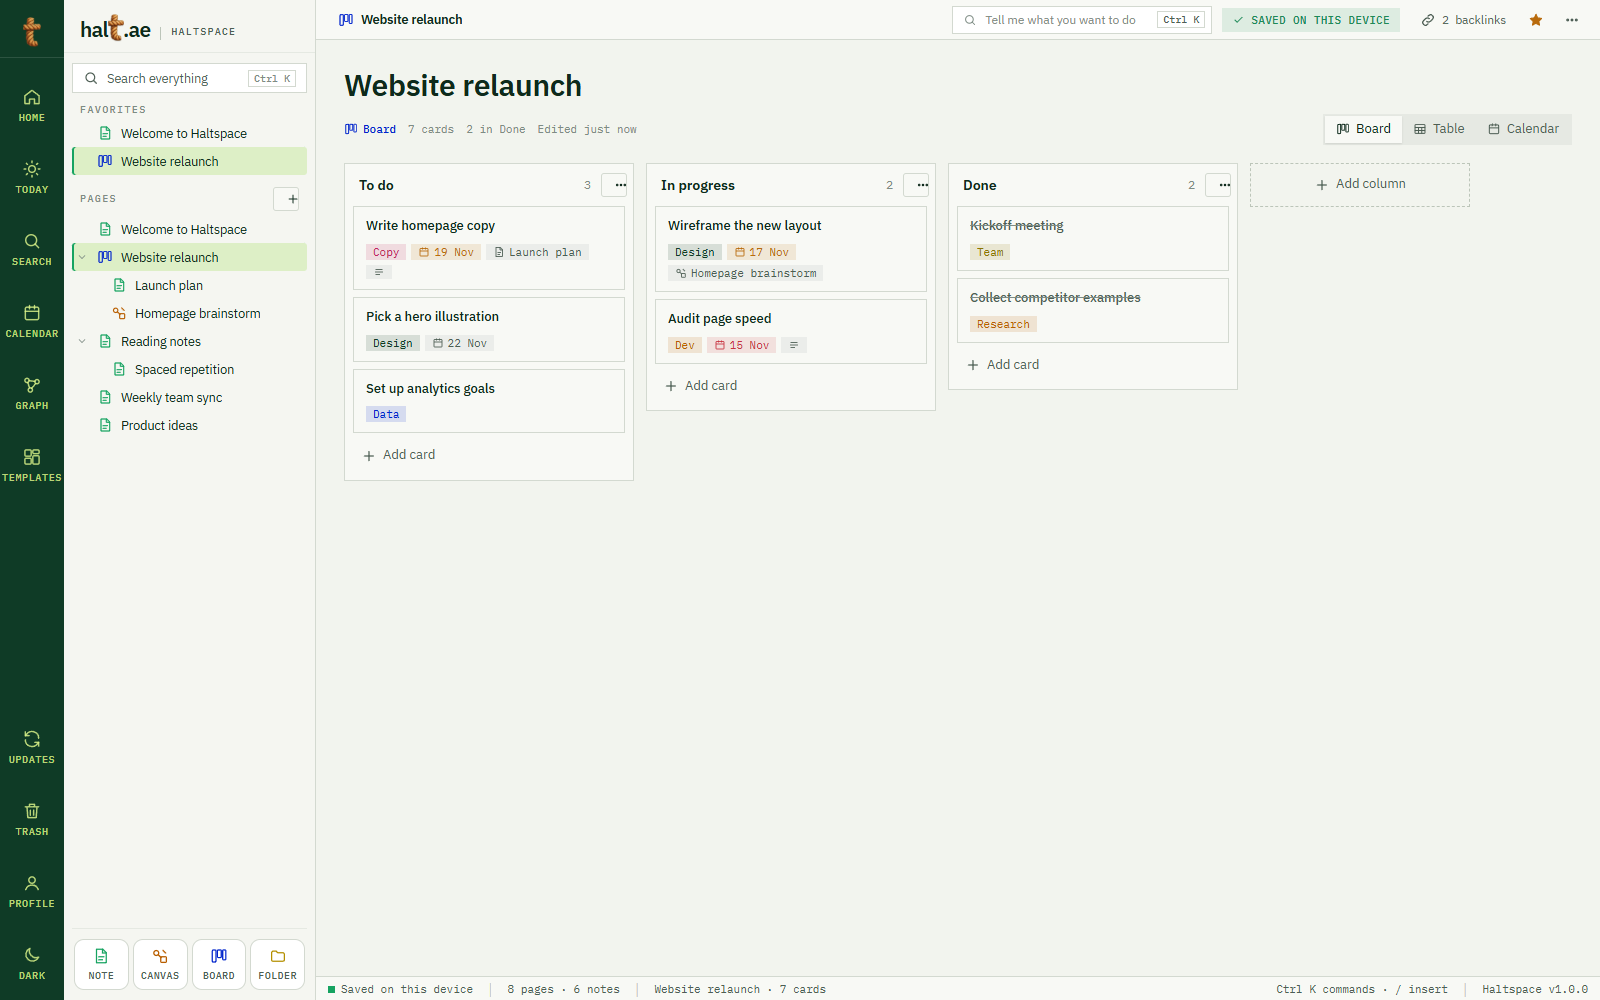 HOME
TODAY
SEARCH
CALENDAR
GRAPH
TEMPLATES
UPDATES
TRASH
PROFILE
DARK
halt.ae | HALTSPACE
Search everything Ctrl K
FAVORITES
Welcome to Haltspace
Website relaunch
PAGES
Welcome to Haltspace
Website relaunch
Launch plan
Homepage brainstorm
Reading notes
Spaced repetition
Weekly team sync
Product ideas
NOTE CANVAS BOARD FOLDER
Website relaunch
Tell me what you want to do Ctrl K
SAVED ON THIS DEVICE
2 backlinks
Website relaunch
Board 7 cards 2 in Done Edited just now
Board Table Calendar
To do 3
Write homepage copy
Copy 19 Nov Launch plan
Pick a hero illustration
Design 22 Nov
Set up analytics goals
Data
+ Add card
In progress 2
Wireframe the new layout
Design 17 Nov
Homepage brainstorm
Audit page speed
Dev 15 Nov
+ Add card
Done 2
Kickoff meeting
Team
Collect competitor examples
Research
+ Add card
+ Add column
Saved on this device | 8 pages · 6 notes | Website relaunch · 7 cards
Ctrl K commands · / insert | Haltspace v1.0.0